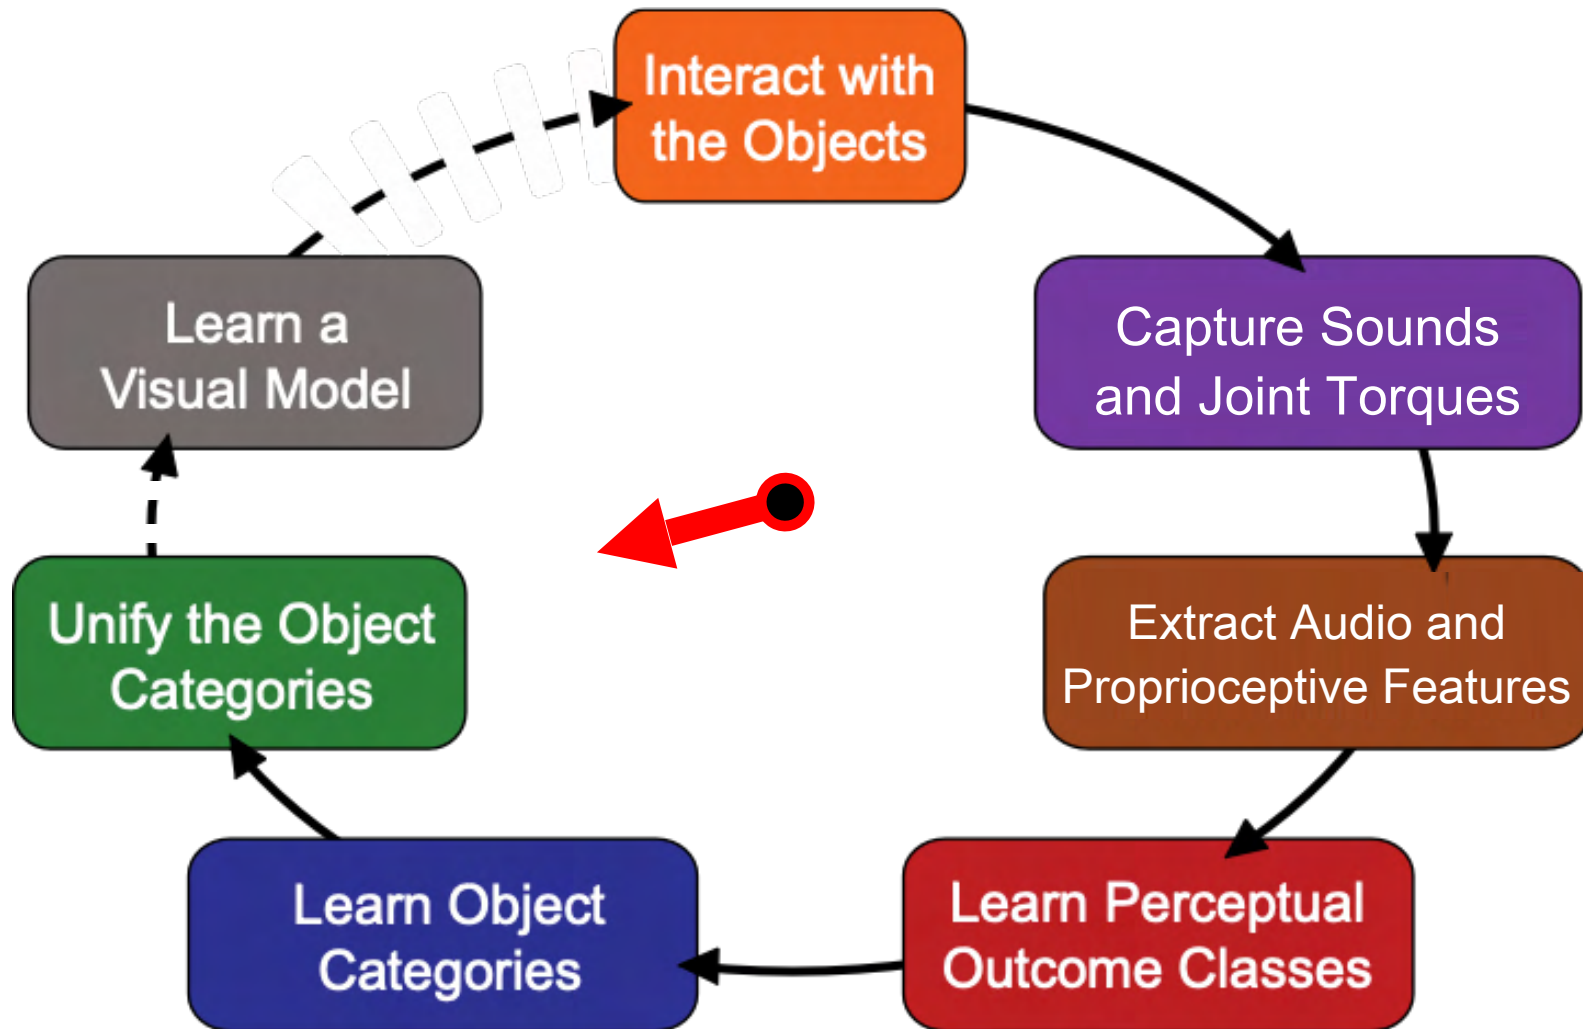 Interact with
the Objects
Capture Sounds
and Joint Torques
Extract Audio and
Proprioceptive Features
Learn Perceptual
Outcome Classes
Learn Object
Categories
Unify the Object
Categories
Learn a
Visual Model